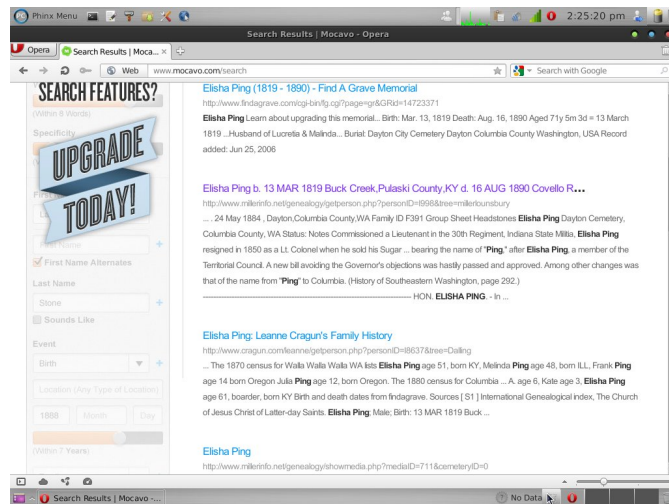 Phinx Menu
2:25:20 pm
Search Results | Mocavo - Opera
Opera
Search Results | Moca... ×
Web
www.mocavo.com/search
Search with Google
SEARCH FEATURES?
UPGRADE
TODAY!
(Within 8 Words)
Specificity
First Name Alternates
Last Name
Stone
Sounds Like
Event
Birth
Location (Any Type of Location)
1888
Month
Day
(Within 7 Years)
Elisha Ping (1819 - 1890) - Find A Grave Memorial
http://www.findagrave.com/cgi-bin/fg.cgi?page=gr&GRid=14723371
Elisha Ping Learn about upgrading this memorial... Birth: Mar. 13, 1819 Death: Aug. 16, 1890 Aged 71y 5m 3d = 13 March
1819 ...Husband of Lucretia & Malinda... Burial: Dayton City Cemetery Dayton Columbia County Washington, USA Record
added: Jun 25, 2006
Elisha Ping b. 13 MAR 1819 Buck Creek,Pulaski County,KY d. 16 AUG 1890 Covello R...
http://www.millerinfo.net/genealogy/getperson.php?personID=I998&tree=millerlounsbury
... . 24 May 1884 , Dayton,Columbia County,WA Family ID F391 Group Sheet Headstones Elisha Ping Dayton Cemetery,
Columbia County, WA Status: Notes Commissioned a Lieutenant in the 30th Regiment, Indiana State Militia, Elisha Ping
resigned in 1850 as a Lt. Colonel when he sold his Sugar ... bearing the name of "Ping," after Elisha Ping, a member of the
Territorial Council. A new bill avoiding the Governor's objections was hastily passed and approved. Among other changes was
that of the name from "Ping" to Columbia. (History of Southeastern Washington, page 292.)
HON. ELISHA PING. - In ...
Elisha Ping: Leanne Cragun's Family History
http://www.cragun.com/leanne/getperson.php?personID=I8637&tree=Dalling
... The 1870 census for Walla Walla Walla WA lists Elisha Ping age 51, born KY, Melinda Ping age 48, born ILL, Frank Ping
age 14 born Oregon Julia Ping age 12, born Oregon. The 1880 census for Columbia ... A. age 6, Kate age 3, Elisha Ping
age 61, boarder, born KY Birth and death dates from findagrave. Sources [ S1 ] International Genealogical index, The Church
of Jesus Christ of Latter-day Saints. Elisha Ping; Male; Birth: 13 MAR 1819 Buck ...
Elisha Ping
http://www.millerinfo.net/genealogy/showmedia.php?mediaID=711&cemeteryID=0
Search Results | Mocavo -...
No Data